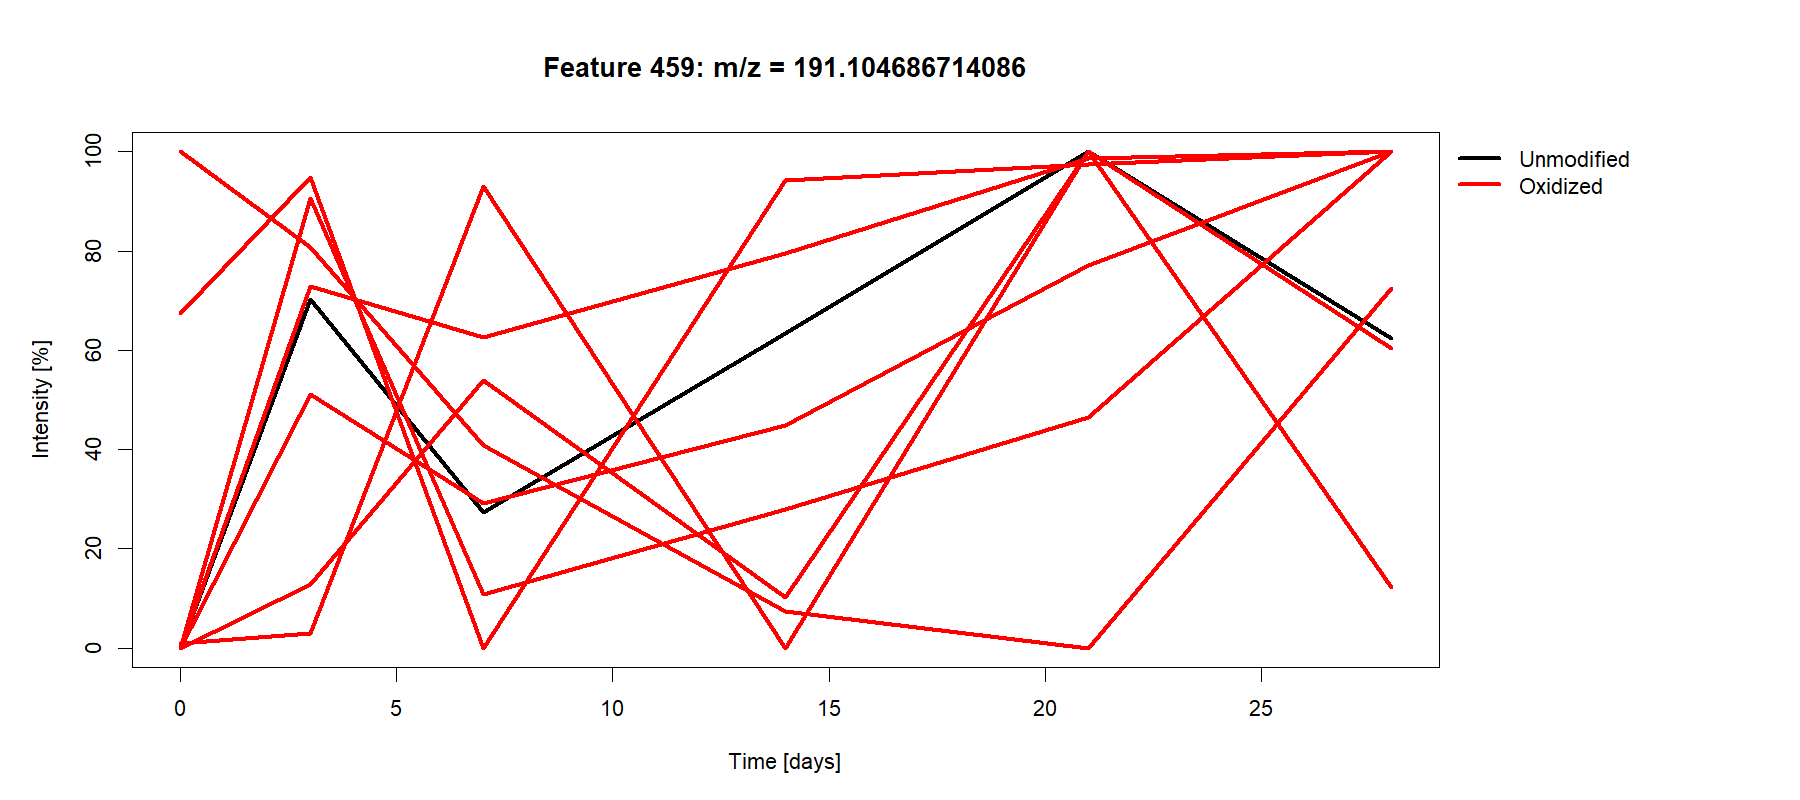 Feature 459: m/z = 191.104686714086
Unmodified
Oxidized
Intensity [%]
100
80
60
40
20
0
0 5 10 15 20 25
Time [days]